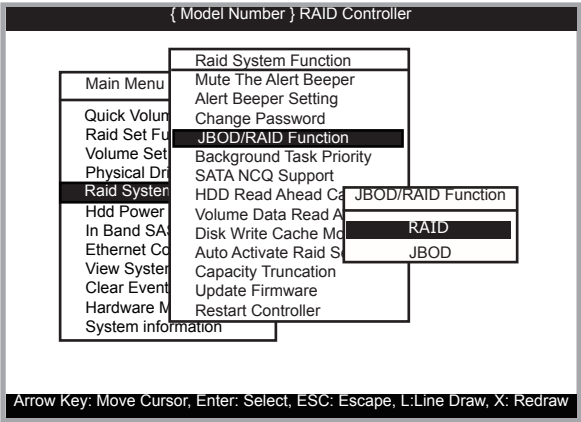 { Model Number } RAID Controller
Main Menu
Quick Volum
Raid Set Fu
Volume Set
Physical Dri
Raid System
Hdd Power
In Band SA
Ethernet Co
View System
Clear Event
Hardware M
System information
Raid System Function
Mute The Alert Beeper
Alert Beeper Setting
Change Password
JBOD/RAID Function
Background Task Priority
SATA NCQ Support
HDD Read Ahead Ca
Volume Data Read A
Disk Write Cache Mo
Auto Activate Raid S
Capacity Truncation
Update Firmware
Restart Controller
JBOD/RAID Function
RAID
JBOD
Arrow Key: Move Cursor, Enter: Select, ESC: Escape, L:Line Draw, X: Redraw